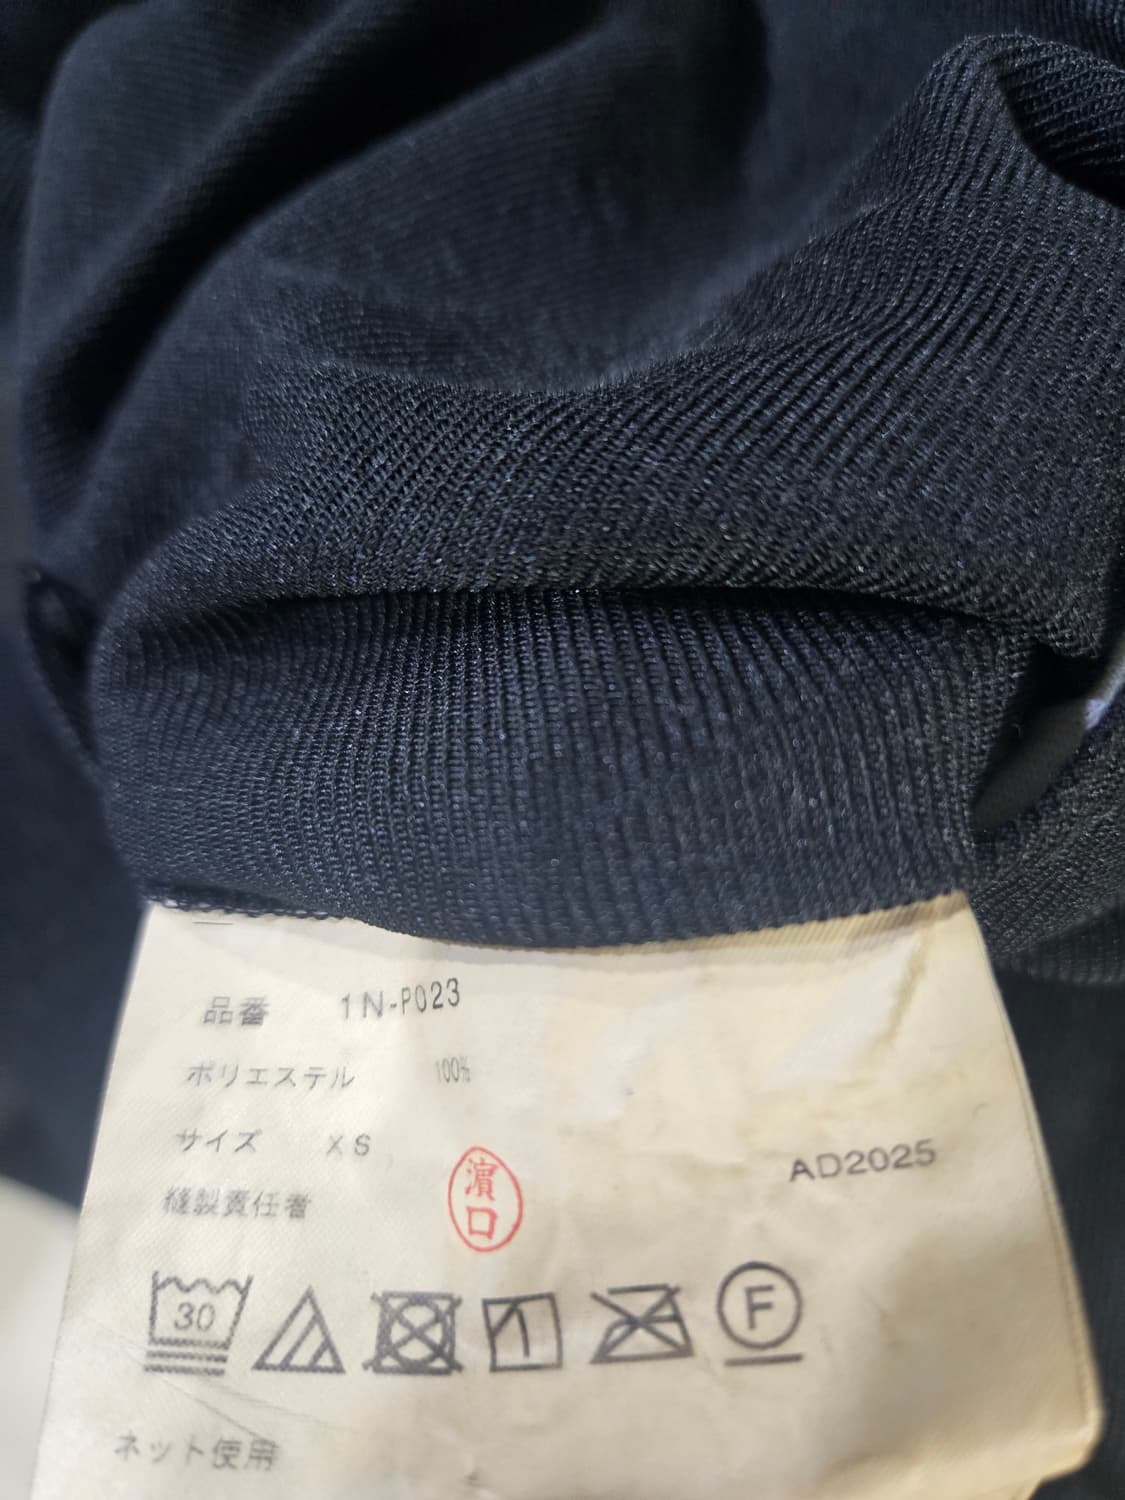 品番 1N-P023
ポリエステル 100%
サイズ XS
縫製責任者 濵口
AD2025
30
F
ネット使用